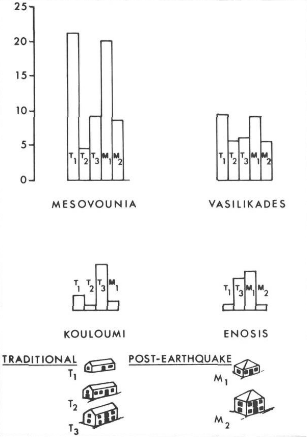 25
20
15
10
5
0
T1 T2 T3 M1 M2
T1 T2 T3 M1 M2
MESOVOUNIA VASILIKADES
T1 T2 T3 M1
T1 T2 T3 M1 M2
KOULOUMI ENOSIS
TRADITIONAL POST-EARTHQUAKE
T1 M1
T2
T3 M2